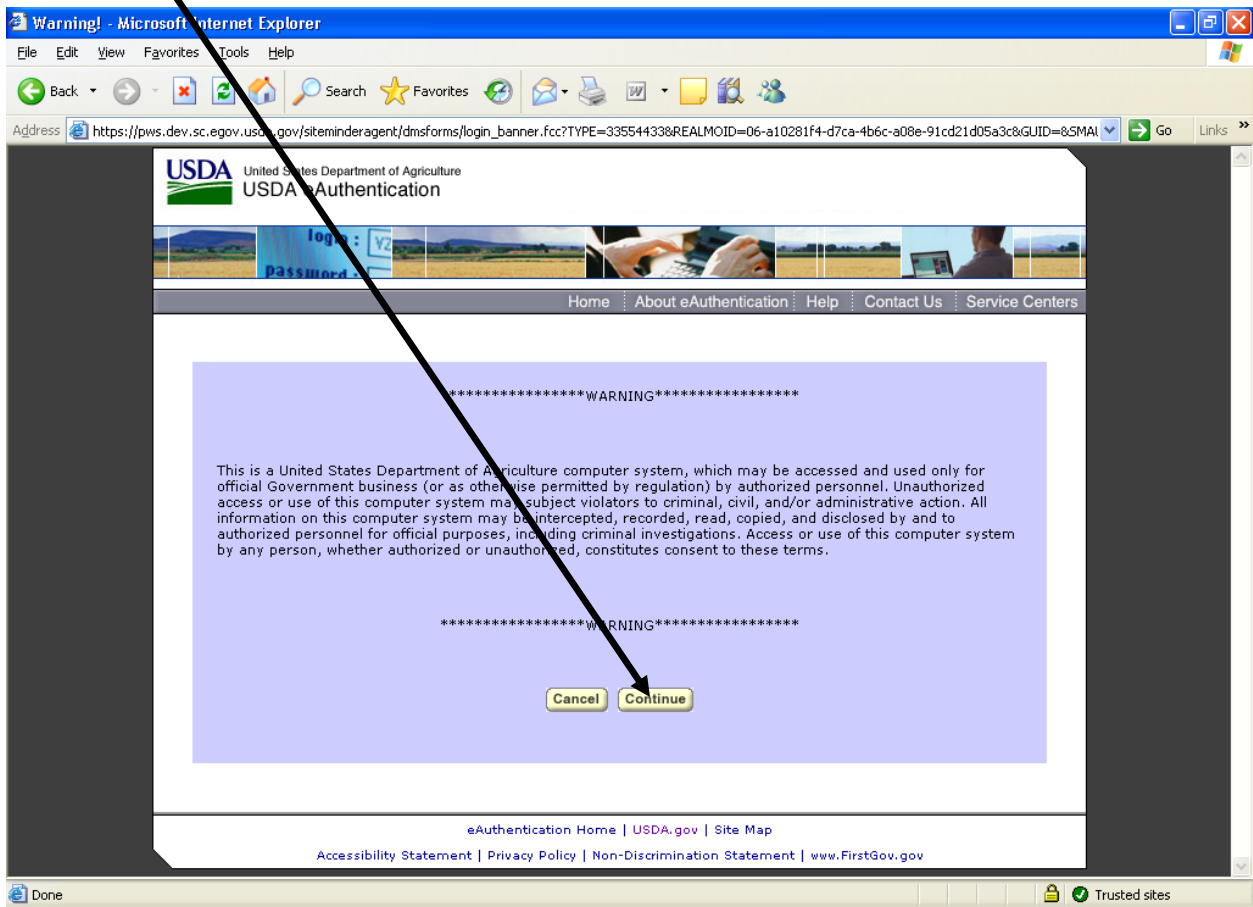 Warning! - Microsoft Internet Explorer
File Edit View Favorites Tools Help
Back Search Favorites
Address https://pws.dev.sc.egov.usda.gov/siteminderagent/dmsforms/login_banner.fcc?TYPE=33554433&REALMOID=06-a10281f4-d7ca-4b6c-a08e-91cd21d05a3c&GUID=&SMAU Go Links »
USDA United States Department of Agriculture
USDA eAuthentication
login : YZ
password :
Home About eAuthentication Help Contact Us Service Centers
*****************WARNING*****************
This is a United States Department of Agriculture computer system, which may be accessed and used only for
official Government business (or as otherwise permitted by regulation) by authorized personnel. Unauthorized
access or use of this computer system may subject violators to criminal, civil, and/or administrative action. All
information on this computer system may be intercepted, recorded, read, copied, and disclosed by and to
authorized personnel for official purposes, including criminal investigations. Access or use of this computer system
by any person, whether authorized or unauthorized, constitutes consent to these terms.
*****************WARNING*****************
Cancel Continue
eAuthentication Home | USDA.gov | Site Map
Accessibility Statement | Privacy Policy | Non-Discrimination Statement | www.FirstGov.gov
Done Trusted sites